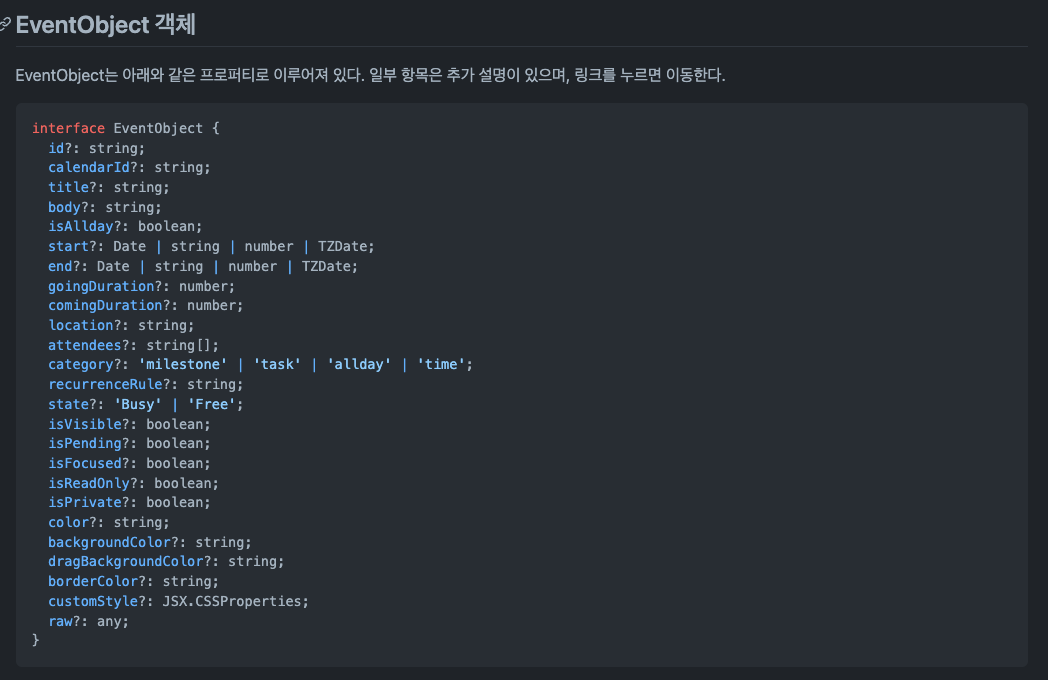 EventObject 객체
EventObject는 아래와 같은 프로퍼티로 이루어져 있다. 일부 항목은 추가 설명이 있으며, 링크를 누르면 이동한다.
interface EventObject {
  id?: string;
  calendarId?: string;
  title?: string;
  body?: string;
  isAllday?: boolean;
  start?: Date | string | number | TZDate;
  end?: Date | string | number | TZDate;
  goingDuration?: number;
  comingDuration?: number;
  location?: string;
  attendees?: string[];
  category?: 'milestone' | 'task' | 'allday' | 'time';
  recurrenceRule?: string;
  state?: 'Busy' | 'Free';
  isVisible?: boolean;
  isPending?: boolean;
  isFocused?: boolean;
  isReadOnly?: boolean;
  isPrivate?: boolean;
  color?: string;
  backgroundColor?: string;
  dragBackgroundColor?: string;
  borderColor?: string;
  customStyle?: JSX.CSSProperties;
  raw?: any;
}